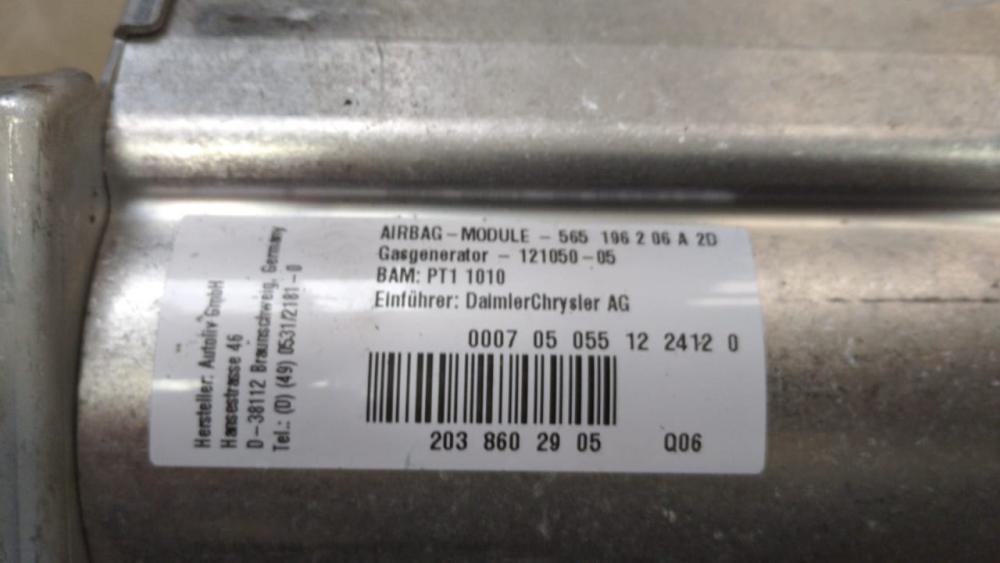 AIRBAG-MODULE - 565 196 2 06 A 2D
Gasgenerator - 121050-05
BAM: PT1 1010
Einführer: DaimlerChrysler AG
0007 05 055 12 2412 0
203 860 29 05 Q06
Hersteller: Autoliv GmbH
Hansestrasse 46
D-38112 Braunschweig, Germany
Tel.: (D) (49) 0531/2181-0